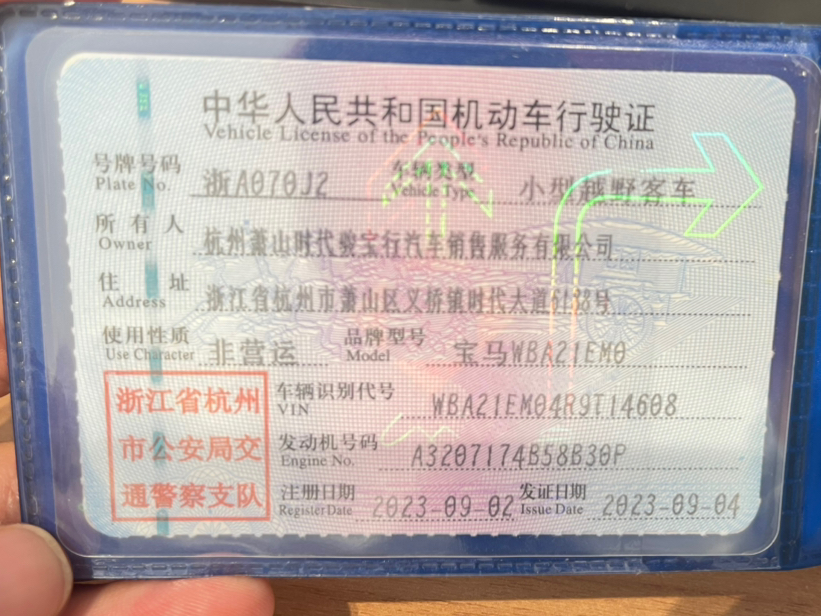 中华人民共和国机动车行驶证
Vehicle License of the People's Republic of China
号牌号码 浙A070J2 车辆类型 小型越野客车
Plate No. Vehicle Type
所有人 杭州萧山时代骏宝行汽车销售服务有限公司
Owner
住址 浙江省杭州市萧山区义桥镇时代大道6138号
Address
使用性质 非营运 品牌型号 宝马WBA21EM0
Use Character Model
浙江省杭州
市公安局交
通警察支队
车辆识别代号 WBA21EM04R9T14608
VIN
发动机号码 A3207174B58B30P
Engine No.
注册日期 2023-09-02 发证日期 2023-09-04
Register Date Issue Date